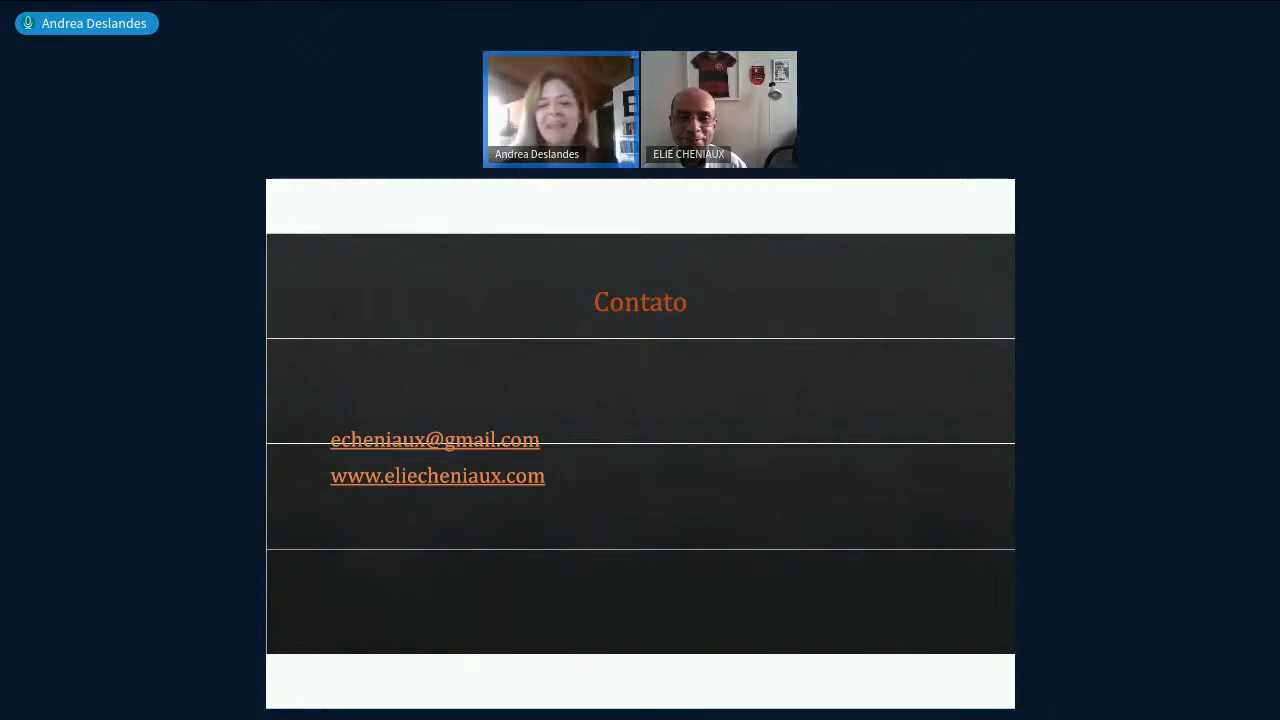 Andrea Deslandes
Andrea Deslandes
ELIE CHENIAUX
Contato
echeniaux@gmail.com
www.eliecheniaux.com